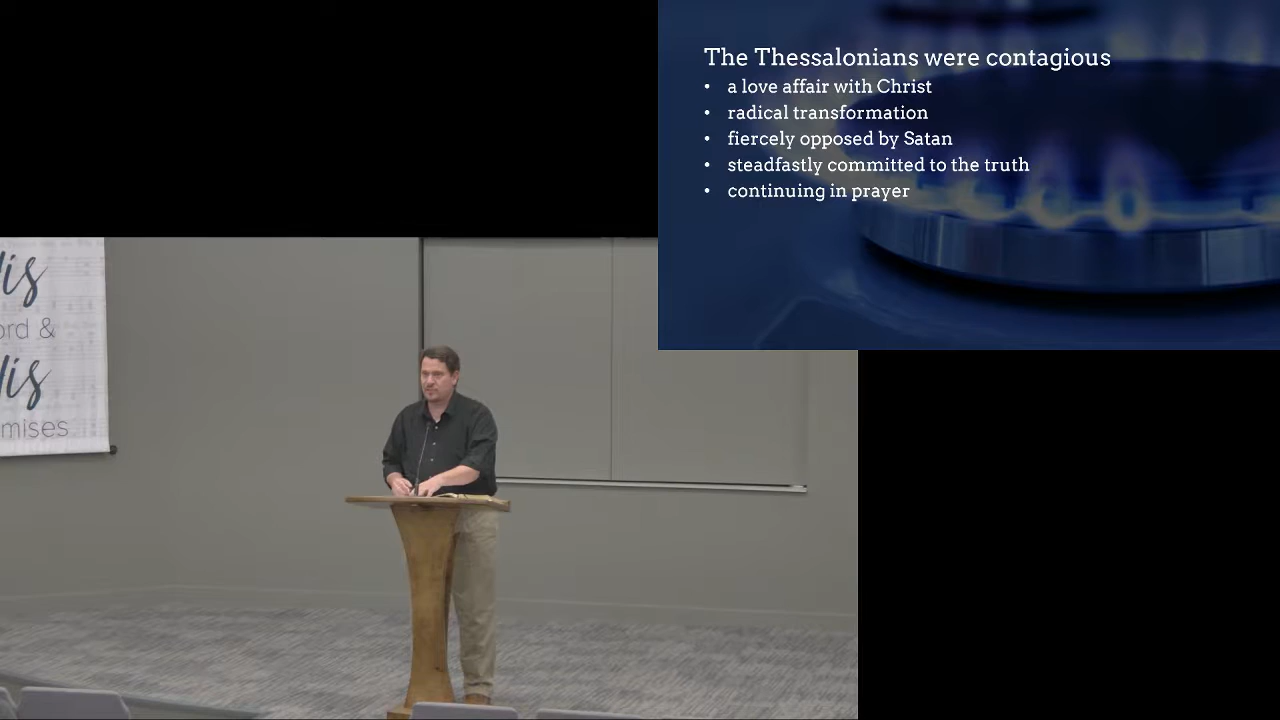 The Thessalonians were contagious
• a love affair with Christ
• radical transformation
• fiercely opposed by Satan
• steadfastly committed to the truth
• continuing in prayer
&